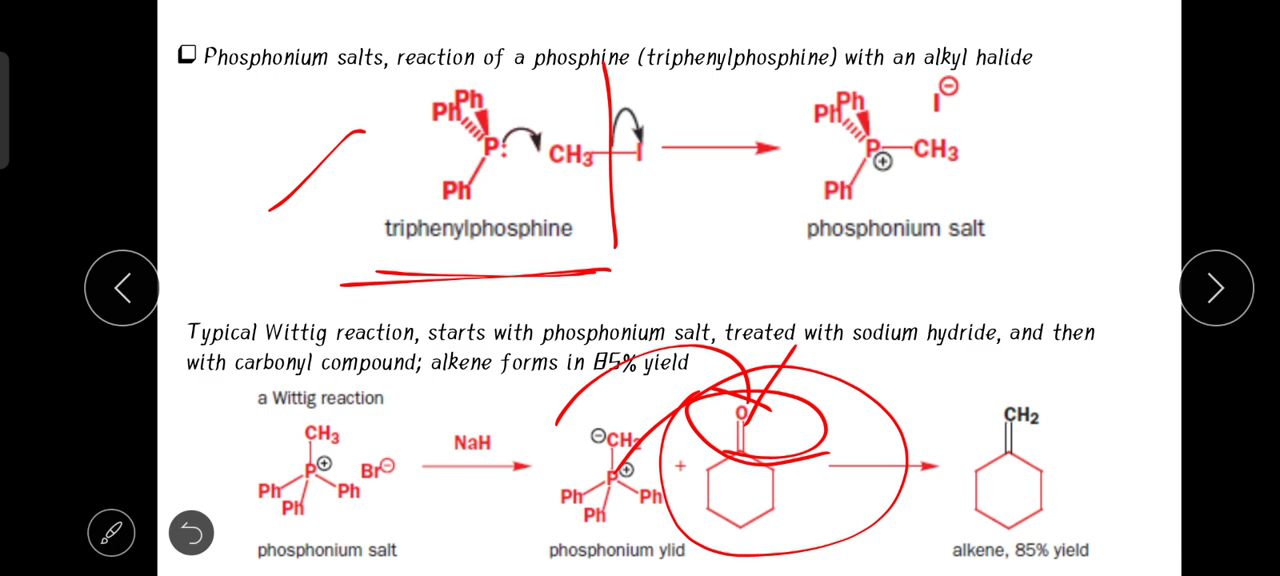 Phosphonium salts, reaction of a phosphine (triphenylphosphine) with an alkyl halide
Ph Ph Ph Ph I⊖
P: CH3 I P⊕ CH3
Ph Ph
triphenylphosphine phosphonium salt
Typical Wittig reaction, starts with phosphonium salt, treated with sodium hydride, and then
with carbonyl compound; alkene forms in 85% yield
a Wittig reaction
CH3 NaH ⊖CH2 O CH2
P⊕ Br⊖ P⊕ +
Ph Ph Ph Ph
Ph Ph
phosphonium salt phosphonium ylid alkene, 85% yield